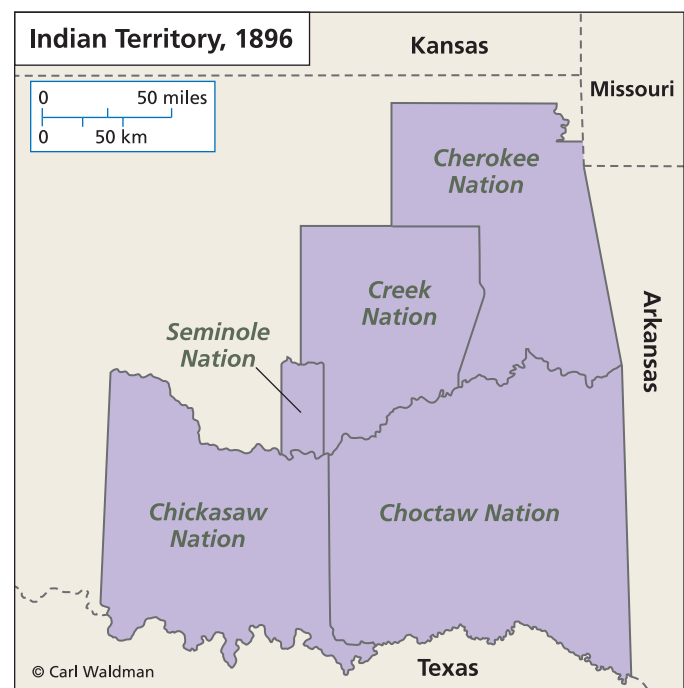 Indian Territory, 1896
Kansas
Missouri
0 50 miles
0 50 km
Cherokee
Nation
Creek
Nation
Arkansas
Seminole
Nation
Chickasaw
Nation
Choctaw Nation
© Carl Waldman
Texas